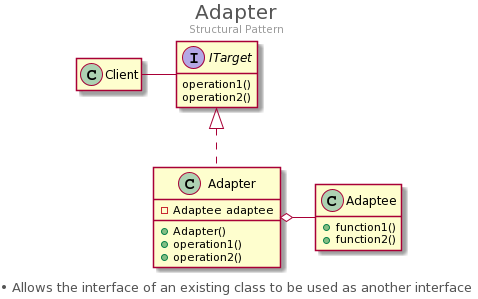 Adapter
Structural Pattern
I ITarget
C Client
operation1()
operation2()
C Adapter
Adaptee adaptee
Adapter()
operation1()
operation2()
C Adaptee
function1()
function2()
• Allows the interface of an existing class to be used as another interface